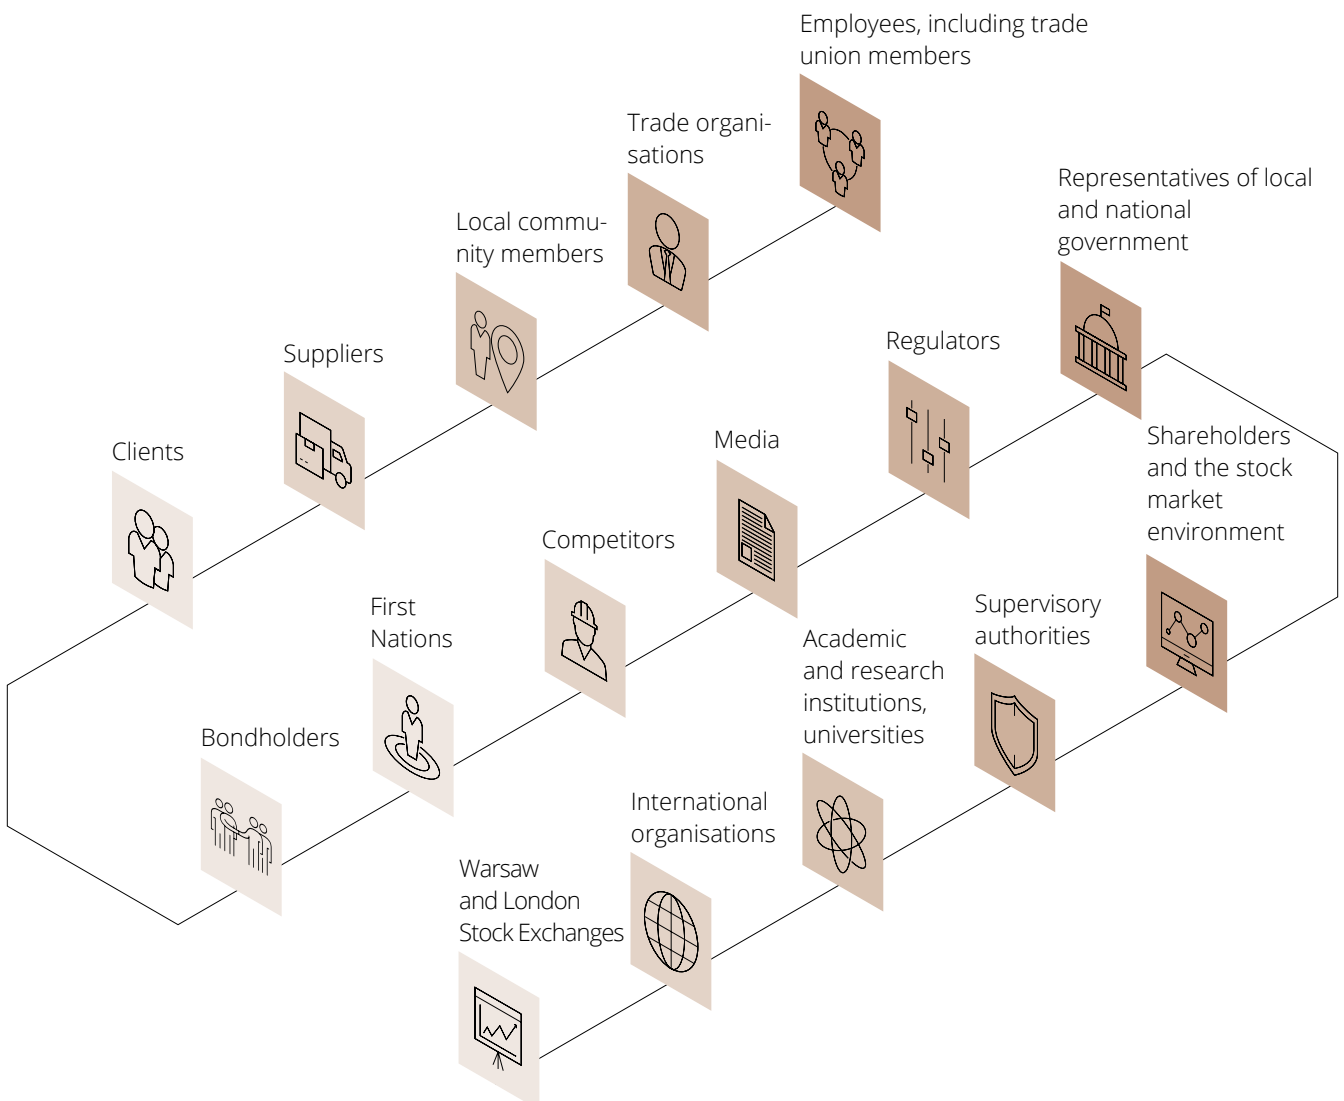 Employees, including trade
union members
Trade organi-
sations
Local commu-
nity members
Suppliers
Clients
Representatives of local
and national
government
Regulators
Media
Competitors
First
Nations
Bondholders
Shareholders
and the stock
market
environment
Supervisory
authorities
Academic
and research
institutions,
universities
International
organisations
Warsaw
and London
Stock Exchanges